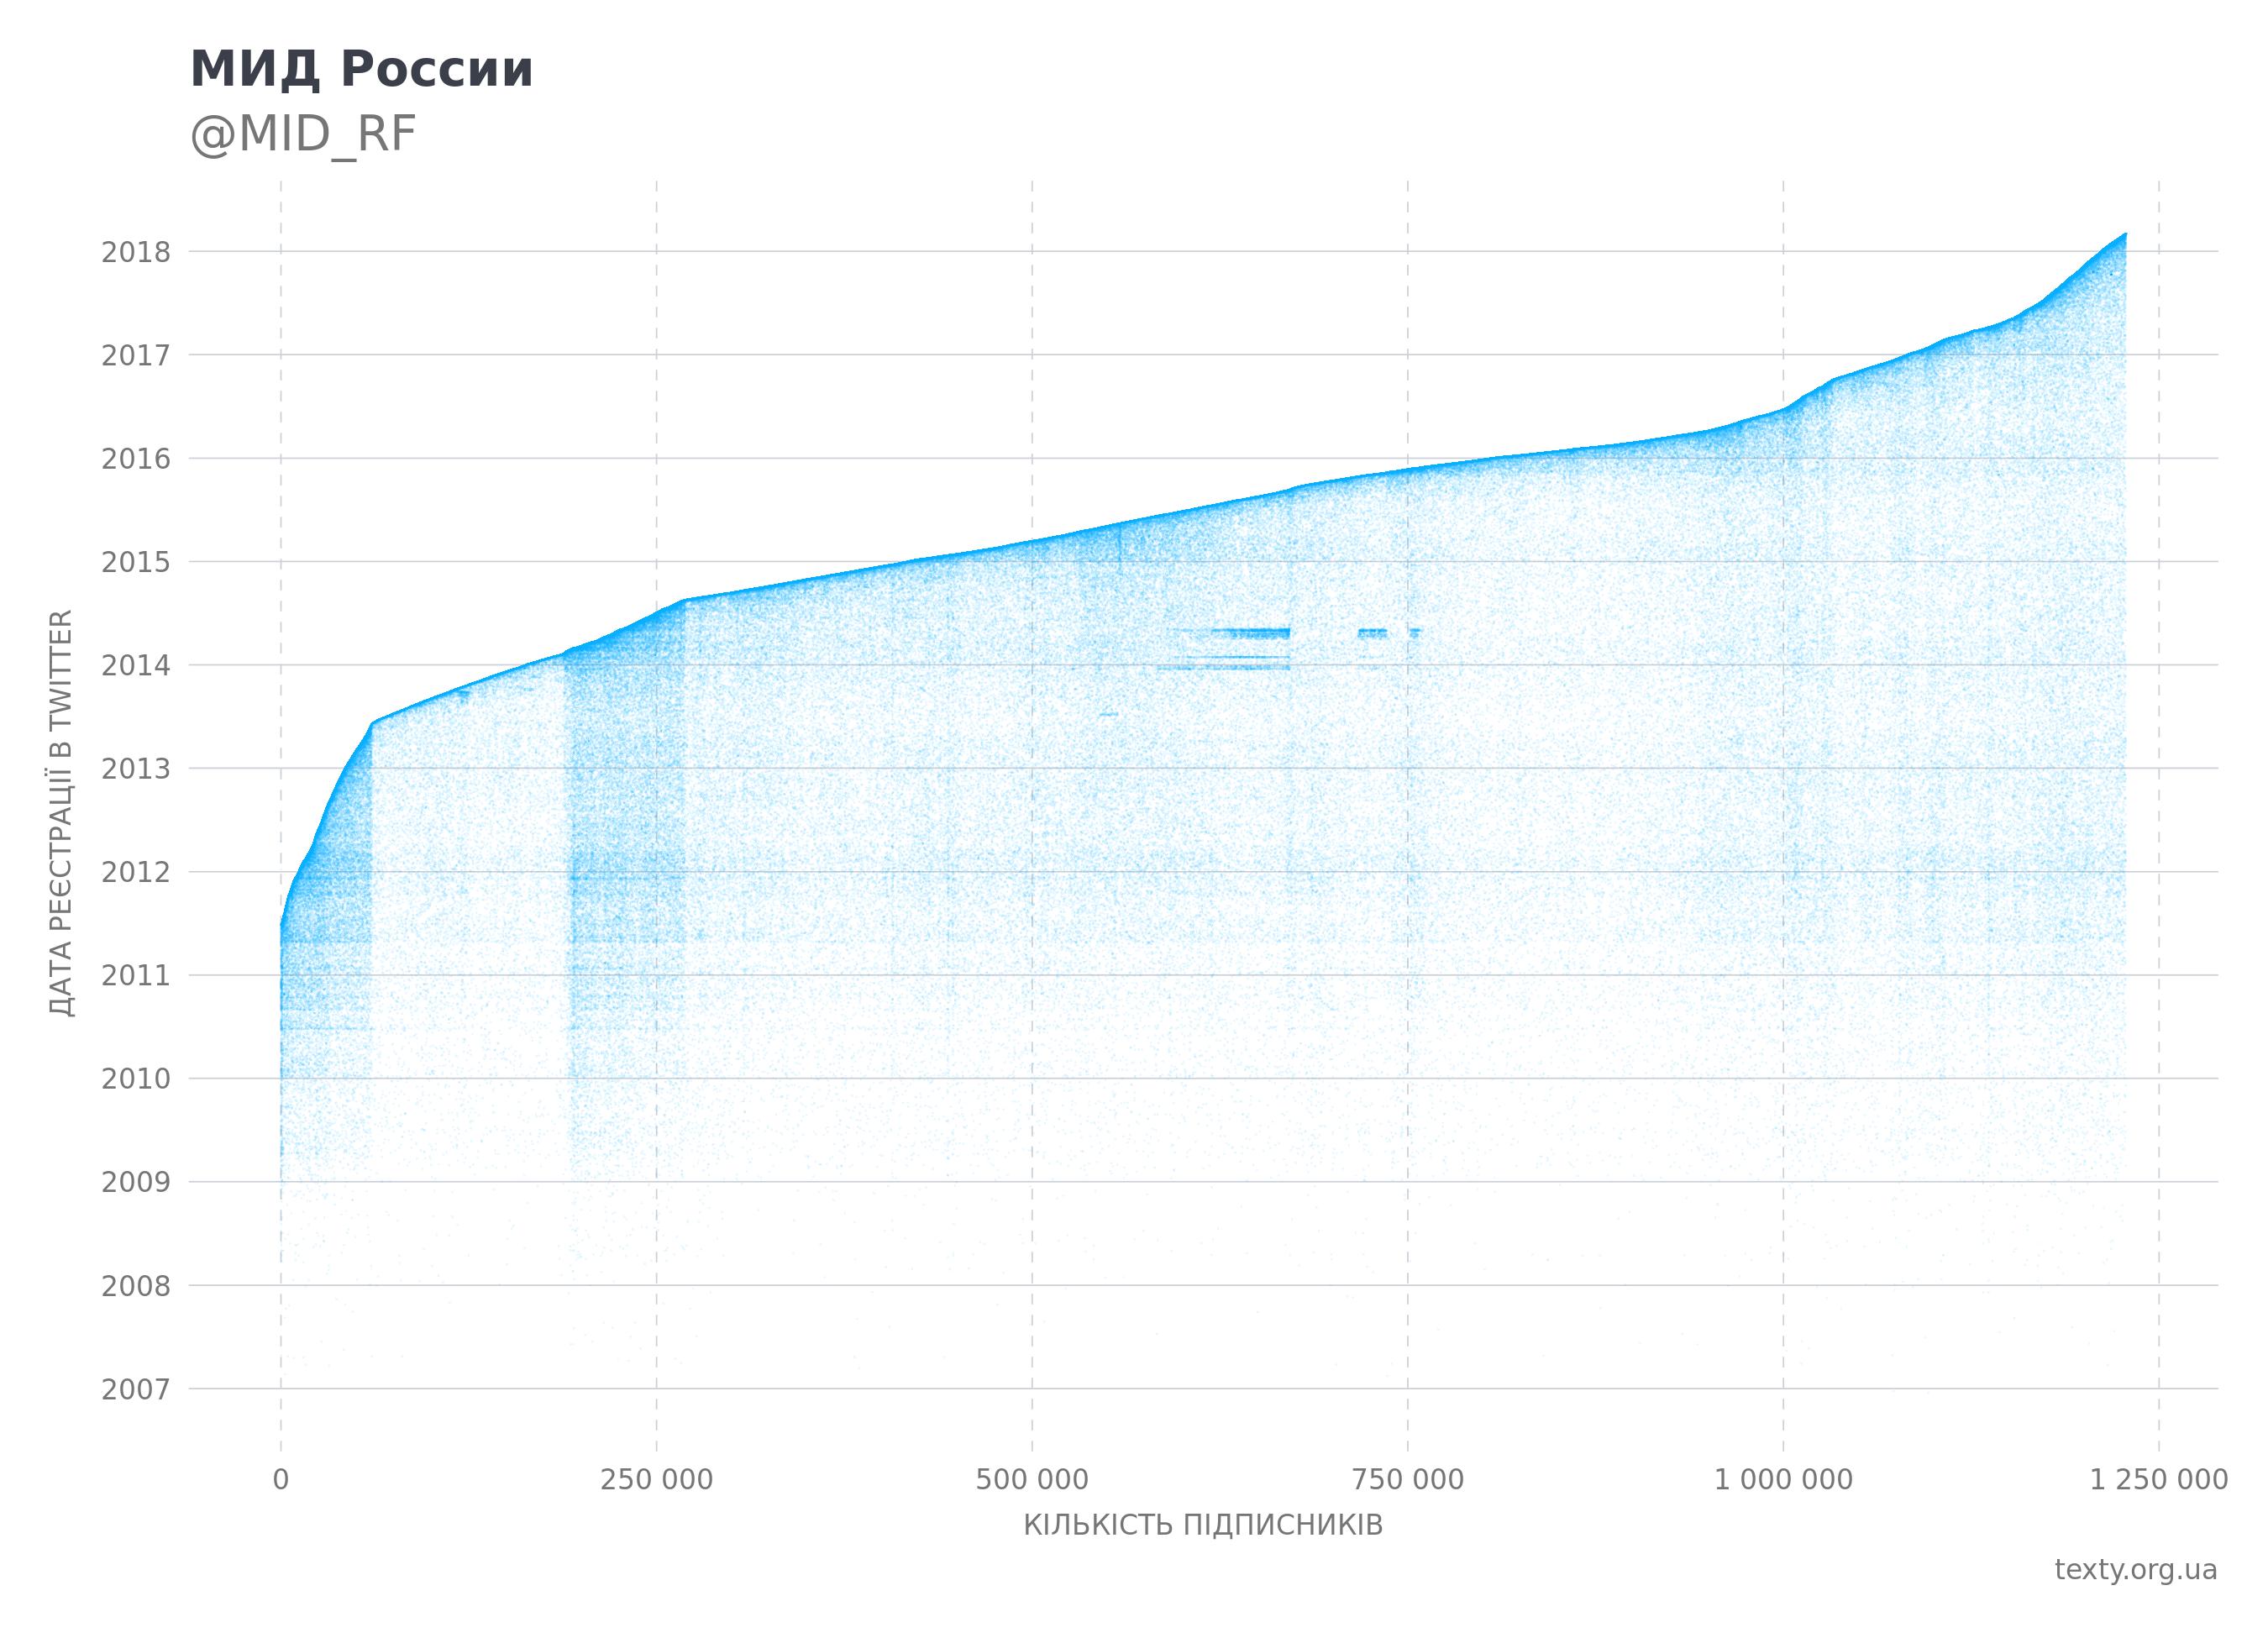 МИД России
@MID_RF
2018
2017
2016
2015
2014
2013
2012
2011
2010
2009
2008
2007
ДАТА РЕЄСТРАЦІЇ В TWITTER
0
250 000
500 000
750 000
1 000 000
1 250 000
КІЛЬКІСТЬ ПІДПИСНИКІВ
texty.org.ua